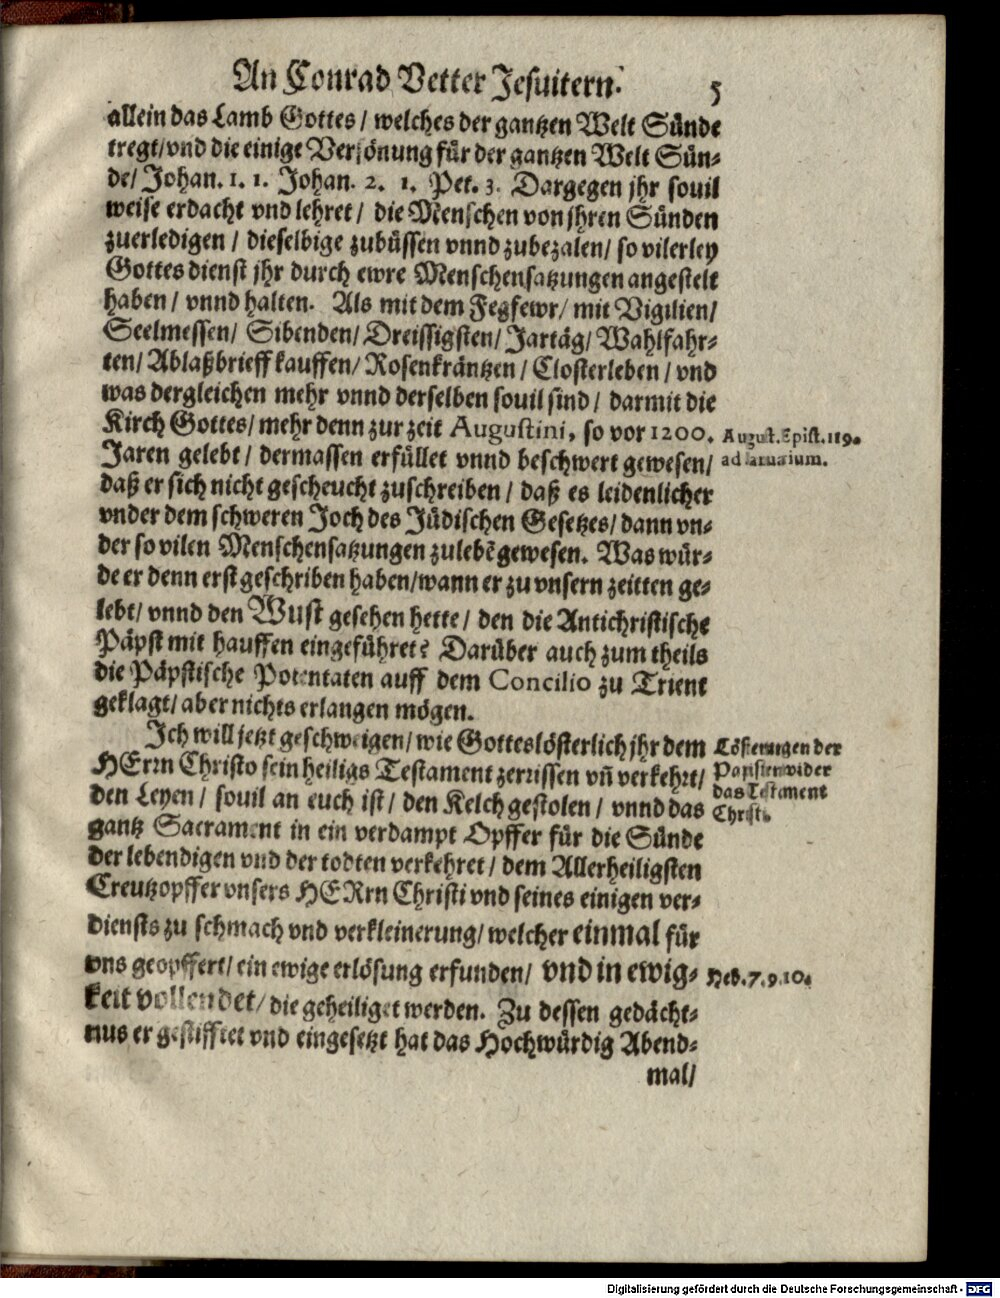 An Conrad Vetter Jesuitern. 5
allein das Lamb Gottes / welches der gantzen Welt Sünde
tregt/vnd die einige Versönung für der gantzen Welt Sün-
de/ Johan. 1. 1. Johan. 2. 1. Pet. 3. Dargegen jhr souil
weise erdacht vnd lehret / die Menschen von jhren Sünden
zuerledigen / dieselbige zubüssen vnnd zubezalen/ so vilerley
Gottesdienst jhr durch ewre Menschensatzungen angestelt
haben / vnnd halten. Als mit dem Fegfewr/ mit Vigilien/
Seelmessen/ Sibenden/ Dreissigsten/ Jartäg/ Wahlfahr-
ten/ Ablaßbrieff kauffen/ Rosenkräntzen / Closterleben / vnd
was dergleichen mehr vnnd derselben souil sind / darmit die
Kirch Gottes/ mehr denn zur zeit Augustini, so vor 1200.
August. Epist. 119.
Jaren gelebt / dermassen erfüllet vnnd beschwert gewesen/
ad Ianuarium.
daß er sich nicht gescheucht zuschreiben / daß es leidenlicher
vnder dem schweren Joch des Jüdischen Gesetzes/ dann vn-
der so vilen Menschensatzungen zulebē gewesen. Was wür-
de er denn erst geschriben haben/wann er zu vnsern zeitten ge-
lebt/ vnnd den Wust gesehen hette / den die Antichristische
Päpst mit hauffen eingeführet? Darüber auch zum theils
die Päpstische Potentaten auff dem Concilio zu Trient
geklagt/ aber nichts erlangen mögen.
Ich will jetzt geschweigen/ wie Gotteslösterlich jhr dem
Lösterungen der
HErrn Christo sein heiligs Testament zerrissen vñ verkehrt/
Papisten wider
den Leyen / souil an euch ist / den Kelch gestolen / vnnd das
das Testament
gantz Sacrament in ein verdampt Opffer für die Sünde
Christi.
der lebendigen vnd der todten verkehret / dem Allerheiligsten
Creutzopffer vnsers HERrn Christi vnd seines einigen ver-
diensts zu schmach vnd verkleinerung/ welcher einmal für
vns geopffert/ ein ewige erlösung erfunden/ vnd in ewig-
Heb. 7. 9. 10.
keit vollendet/ die geheiliget werden. Zu dessen gedächt-
nus er gestifftet vnd eingesetzt hat das Hochwürdig Abend-
mal/
Digitalisierung gefördert durch die Deutsche Forschungsgemeinschaft - DFG